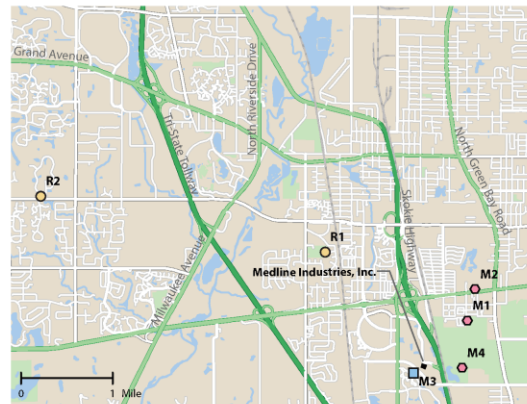 Grand Avenue
North Riverside Drive
Tri-State Tollway
North Green Bay Road
R2
Skokie Highway
R1
Milwaukee Avenue
Medline Industries, Inc.
M2
M1
M4
M3
0 1 Mile